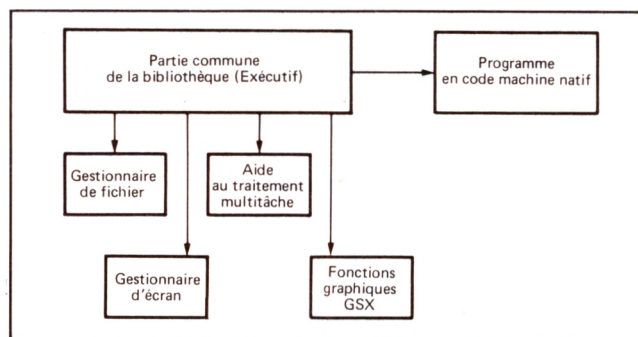 Partie commune
de la bibliothèque (Exécutif)
Programme
en code machine natif
Gestionnaire
de fichier
Aide
au traitement
multitâche
Gestionnaire
d'écran
Fonctions
graphiques
GSX